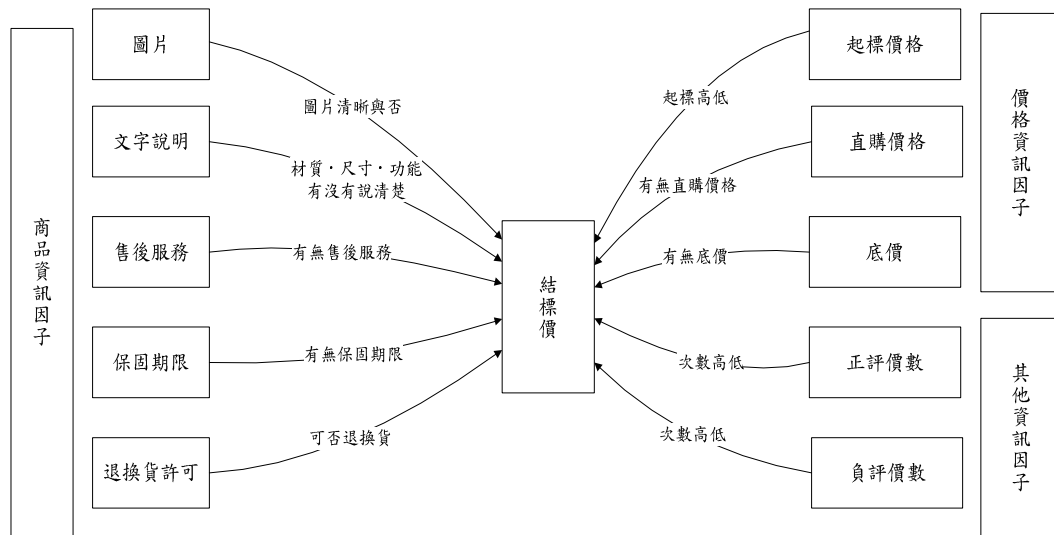 商品資訊因子
圖片
文字說明
售後服務
保固期限
退換貨許可
圖片清晰與否
材質·尺寸·功能
有沒有說清楚
有無售後服務
有無保固期限
可否退換貨
結標價
起標高低
有無直購價格
有無底價
次數高低
次數高低
起標價格
直購價格
底價
正評價數
負評價數
價格資訊因子
其他資訊因子